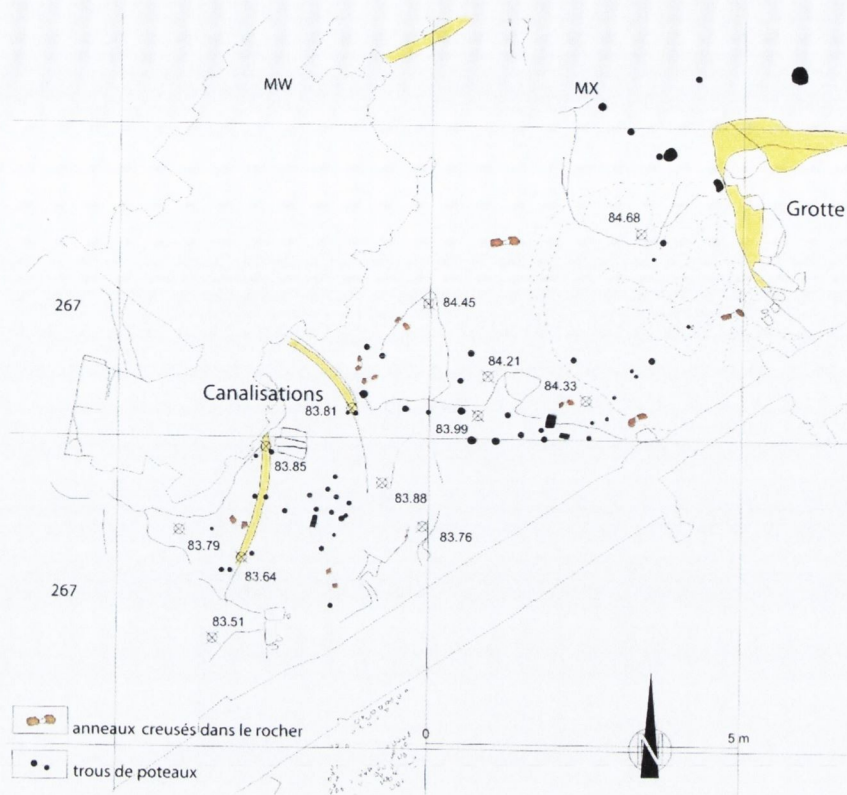 MW
MX
Grotte
84.68
267
84.45
84.21
Canalisations
84.33
83.81
83.99
83.85
83.88
83.79
83.76
83.64
267
83.51
anneaux creusés dans le rocher
0
5 m
N
trous de poteaux